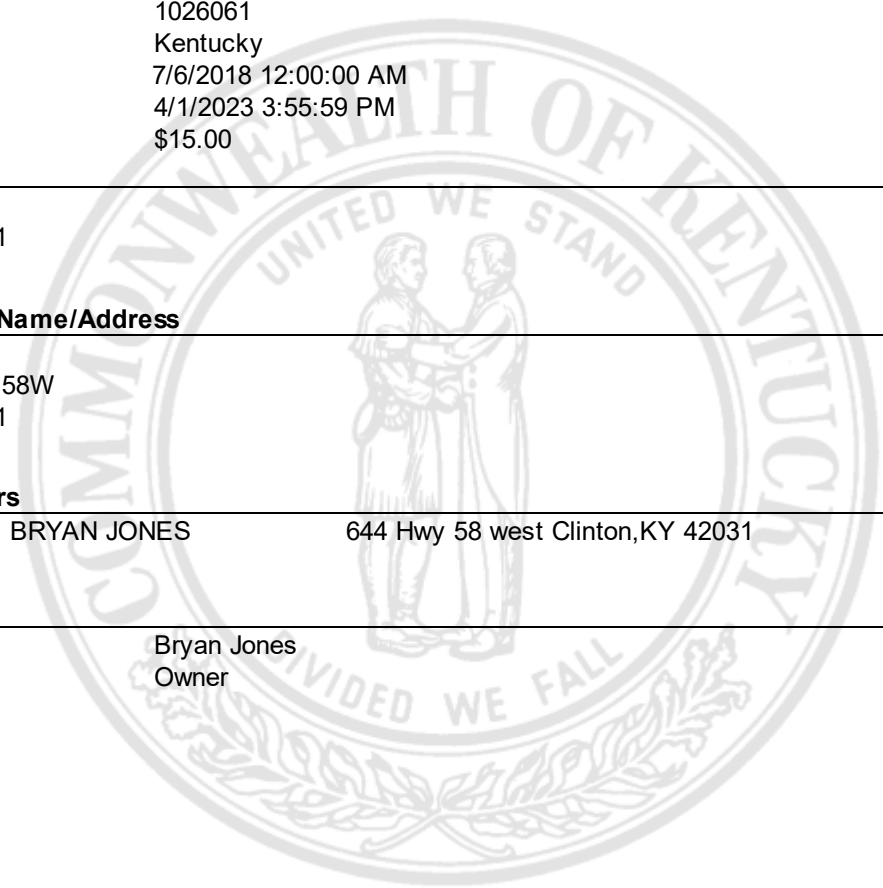 1026061
Kentucky
7/6/2018 12:00:00 AM
4/1/2023 3:55:59 PM
$15.00
1
Name/Address
58W
1
rs
BRYAN JONES 644 Hwy 58 west Clinton,KY 42031
Bryan Jones
Owner
COMMONWEALTH OF KENTUCKY
UNITED WE STAND
DIVIDED WE FALL